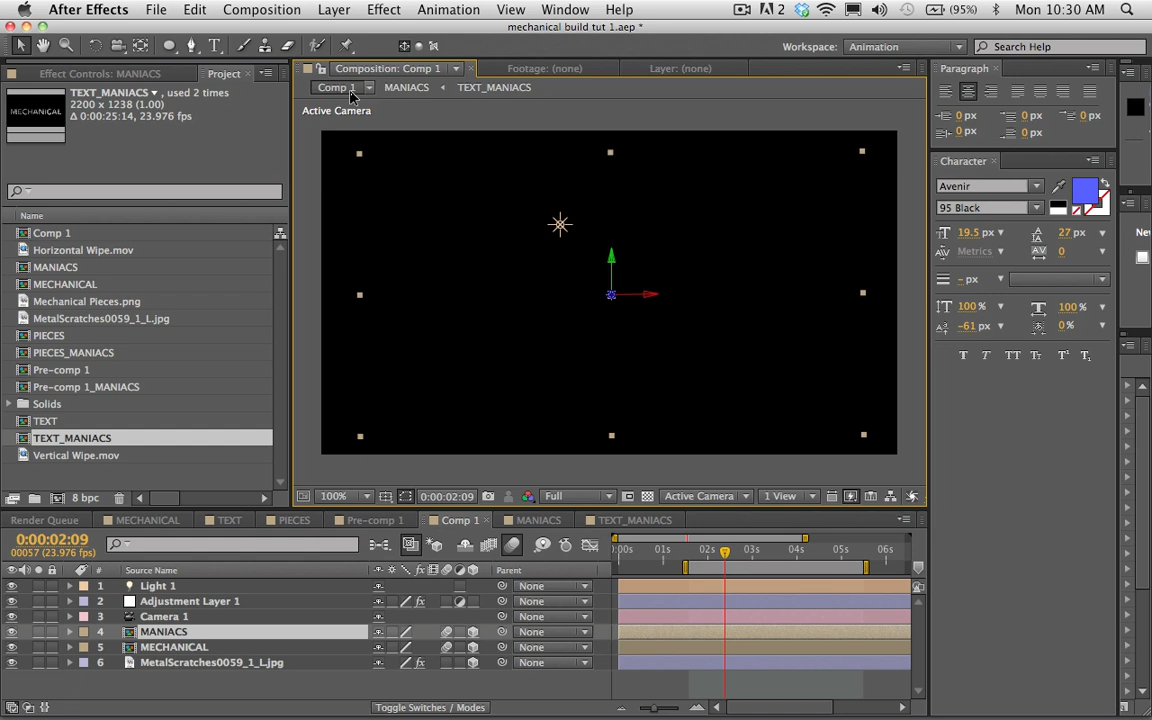 After Effects File Edit Composition Layer Effect Animation View Window Help 2 (95%) Mon 10:30 AM
mechanical build tut 1.aep *
Workspace: Animation Search Help
Effect Controls: MANIACS Project
Composition: Comp 1 Footage: (none) Layer: (none)
Paragraph
Comp 1 MANIACS TEXT_MANIACS
TEXT_MANIACS , used 2 times
2200 x 1238 (1.00)
Δ 0:00:25:14, 23.976 fps
MECHANICAL
Active Camera
0 px 0 px 0 px
0 px 0 px
Character
Avenir
95 Black
19.5 px 27 px
Metrics 0
- px
100% 100%
-61 px 0%
T T TT Tt T¹ T₁
Name
Comp 1
Horizontal Wipe.mov
MANIACS
MECHANICAL
Mechanical Pieces.png
MetalScratches0059_1_L.jpg
PIECES
PIECES_MANIACS
Pre-comp 1
Pre-comp 1_MANIACS
Solids
TEXT
TEXT_MANIACS
Vertical Wipe.mov
8 bpc
100% 0:00:02:09 Full Active Camera 1 View
Render Queue MECHANICAL TEXT PIECES Pre-comp 1 Comp 1 MANIACS TEXT_MANIACS
0:00:02:09
00057 (23.976 fps)
:00s 01s 02s 03s 04s 05s 06s
# Source Name Parent
1 Light 1 None
2 Adjustment Layer 1 None
3 Camera 1 None
4 MANIACS None
5 MECHANICAL None
6 MetalScratches0059_1_L.jpg None
Toggle Switches / Modes